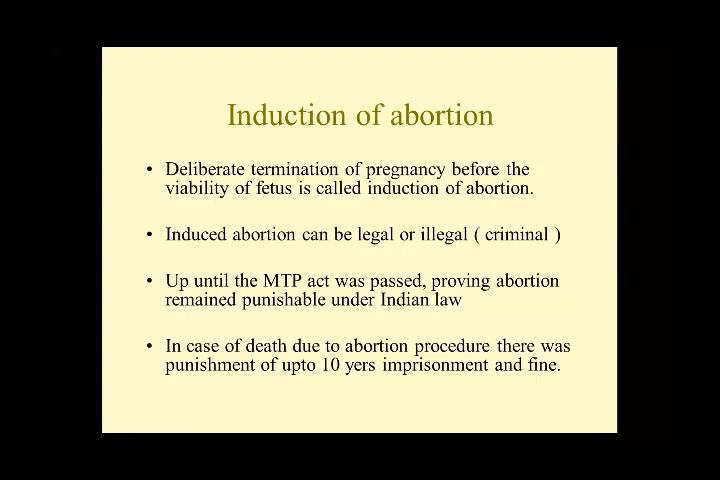 Induction of abortion
• Deliberate termination of pregnancy before the
viability of fetus is called induction of abortion.
• Induced abortion can be legal or illegal ( criminal )
• Up until the MTP act was passed, proving abortion
remained punishable under Indian law
• In case of death due to abortion procedure there was
punishment of upto 10 yers imprisonment and fine.